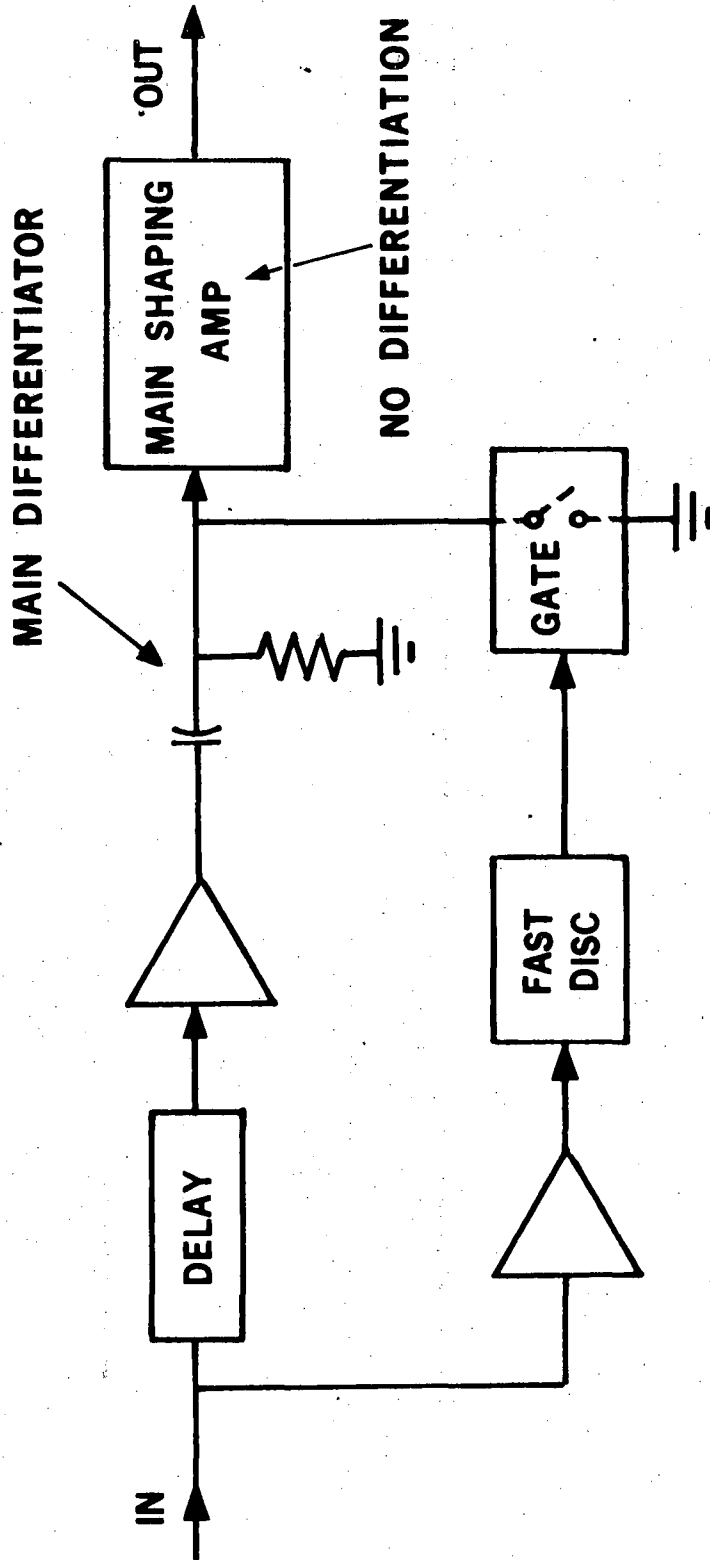 MAIN DIFFERENTIATOR
IN
DELAY
MAIN SHAPING
AMP
OUT
NO DIFFERENTIATION
FAST
DISC
GATE